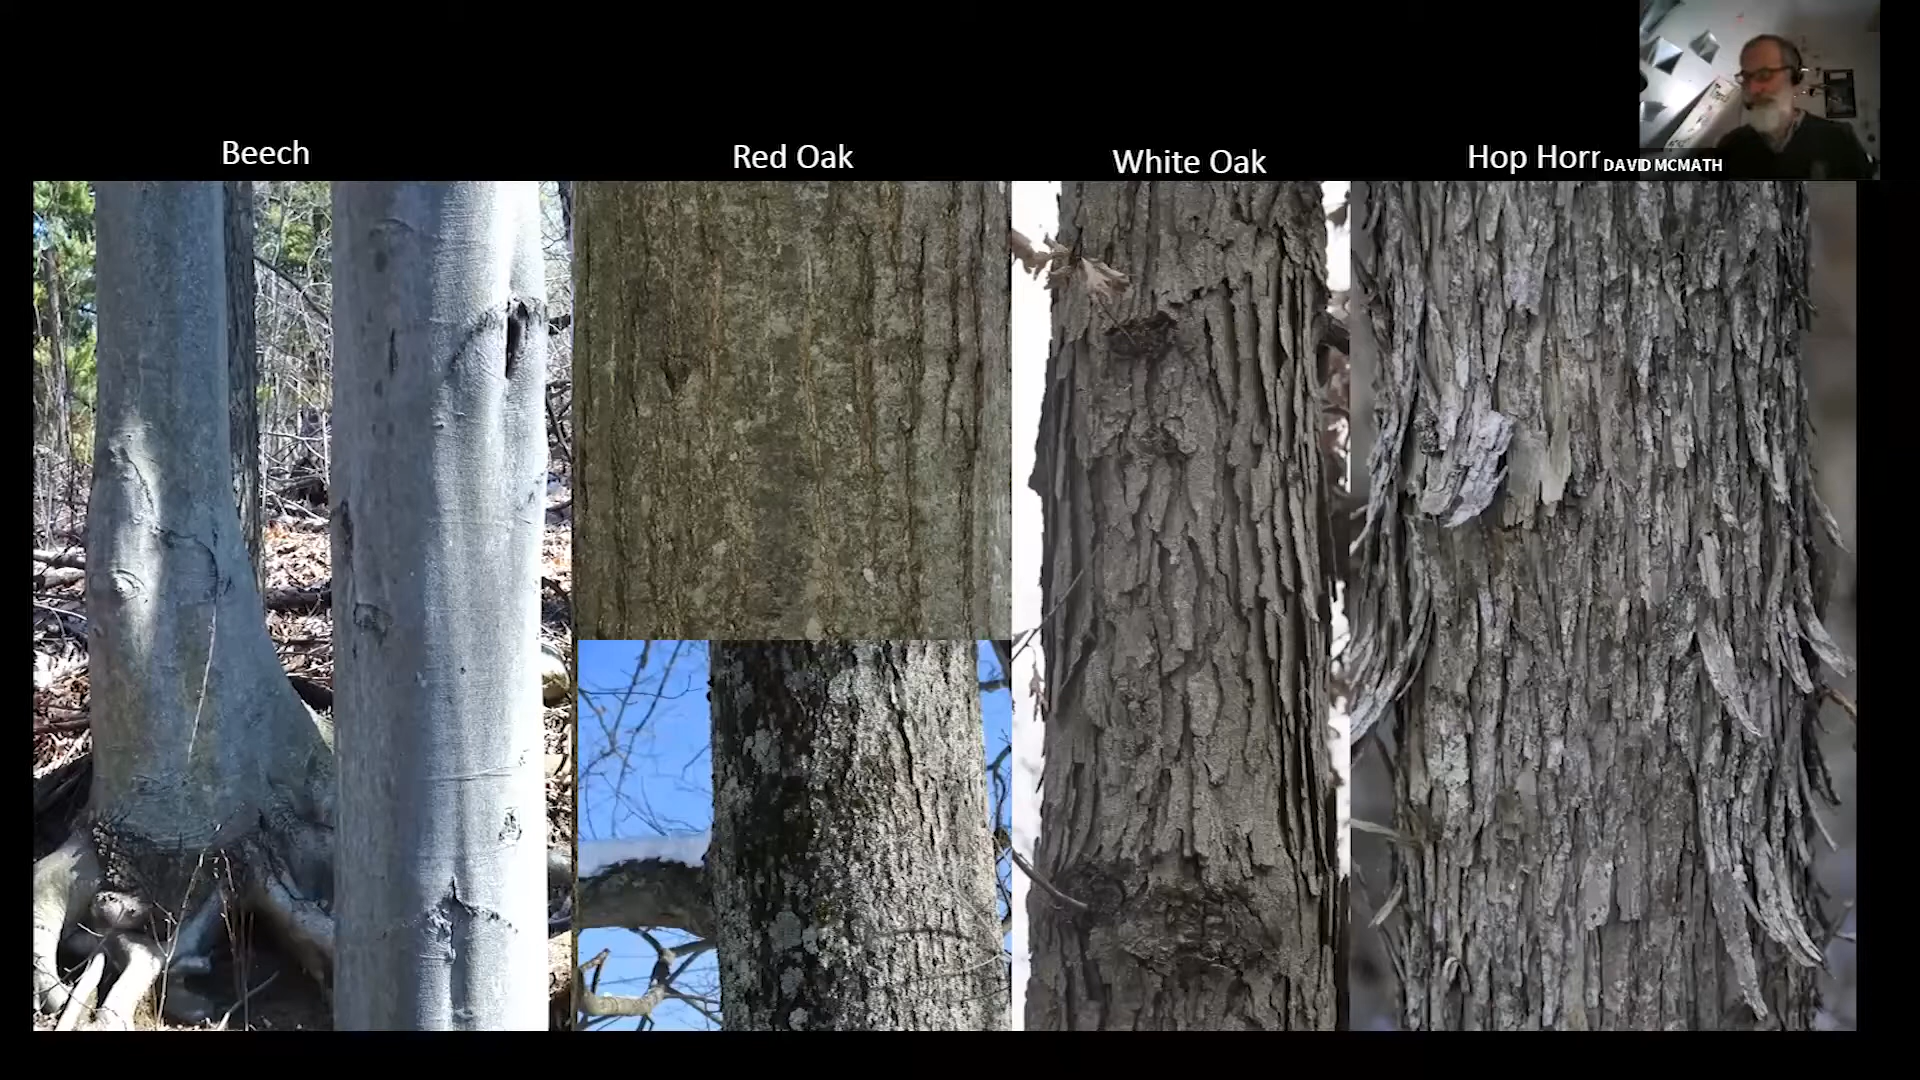 Beech
Red Oak
White Oak
Hop Horr
DAVID MCMATH